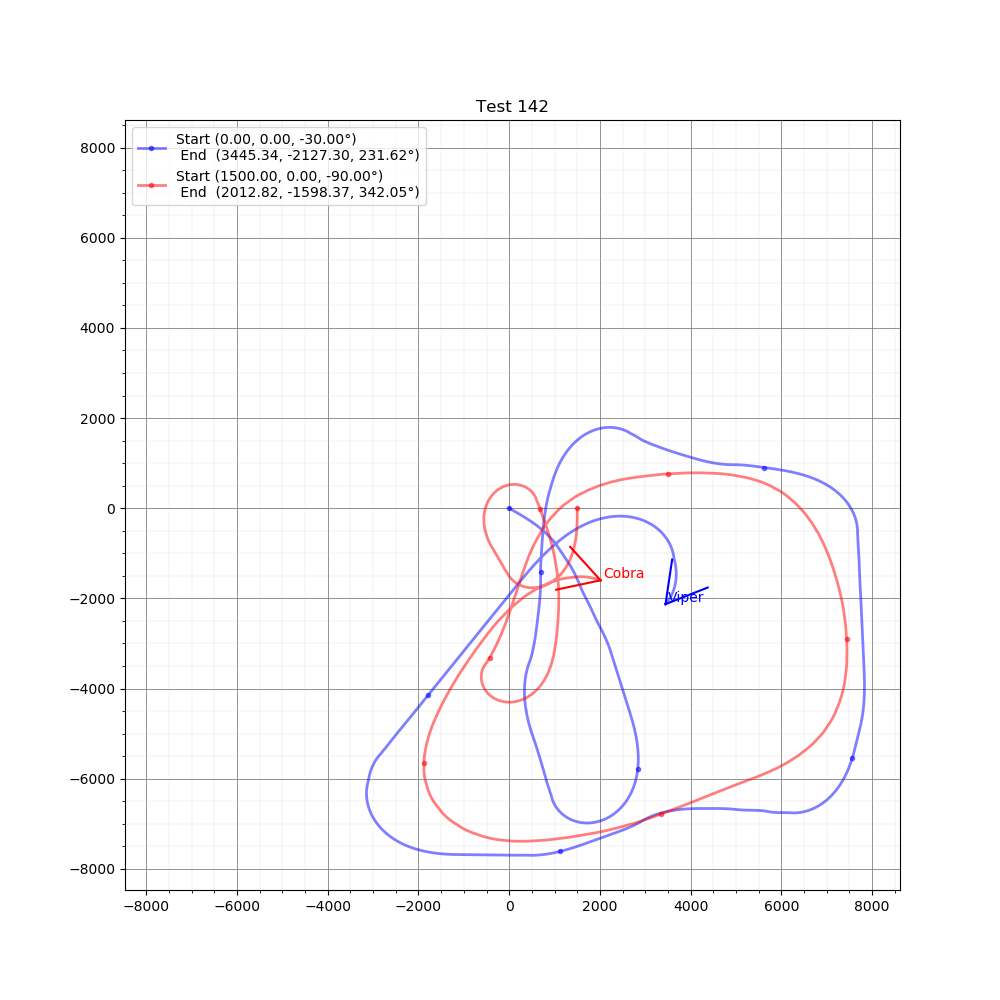 Test 142
Start (0.00, 0.00, -30.00°)
End (3445.34, -2127.30, 231.62°)
Start (1500.00, 0.00, -90.00°)
End (2012.82, -1598.37, 342.05°)
8000
6000
4000
2000
0
−2000
−4000
−6000
−8000
Cobra
Viper
−8000 −6000 −4000 −2000 0 2000 4000 6000 8000